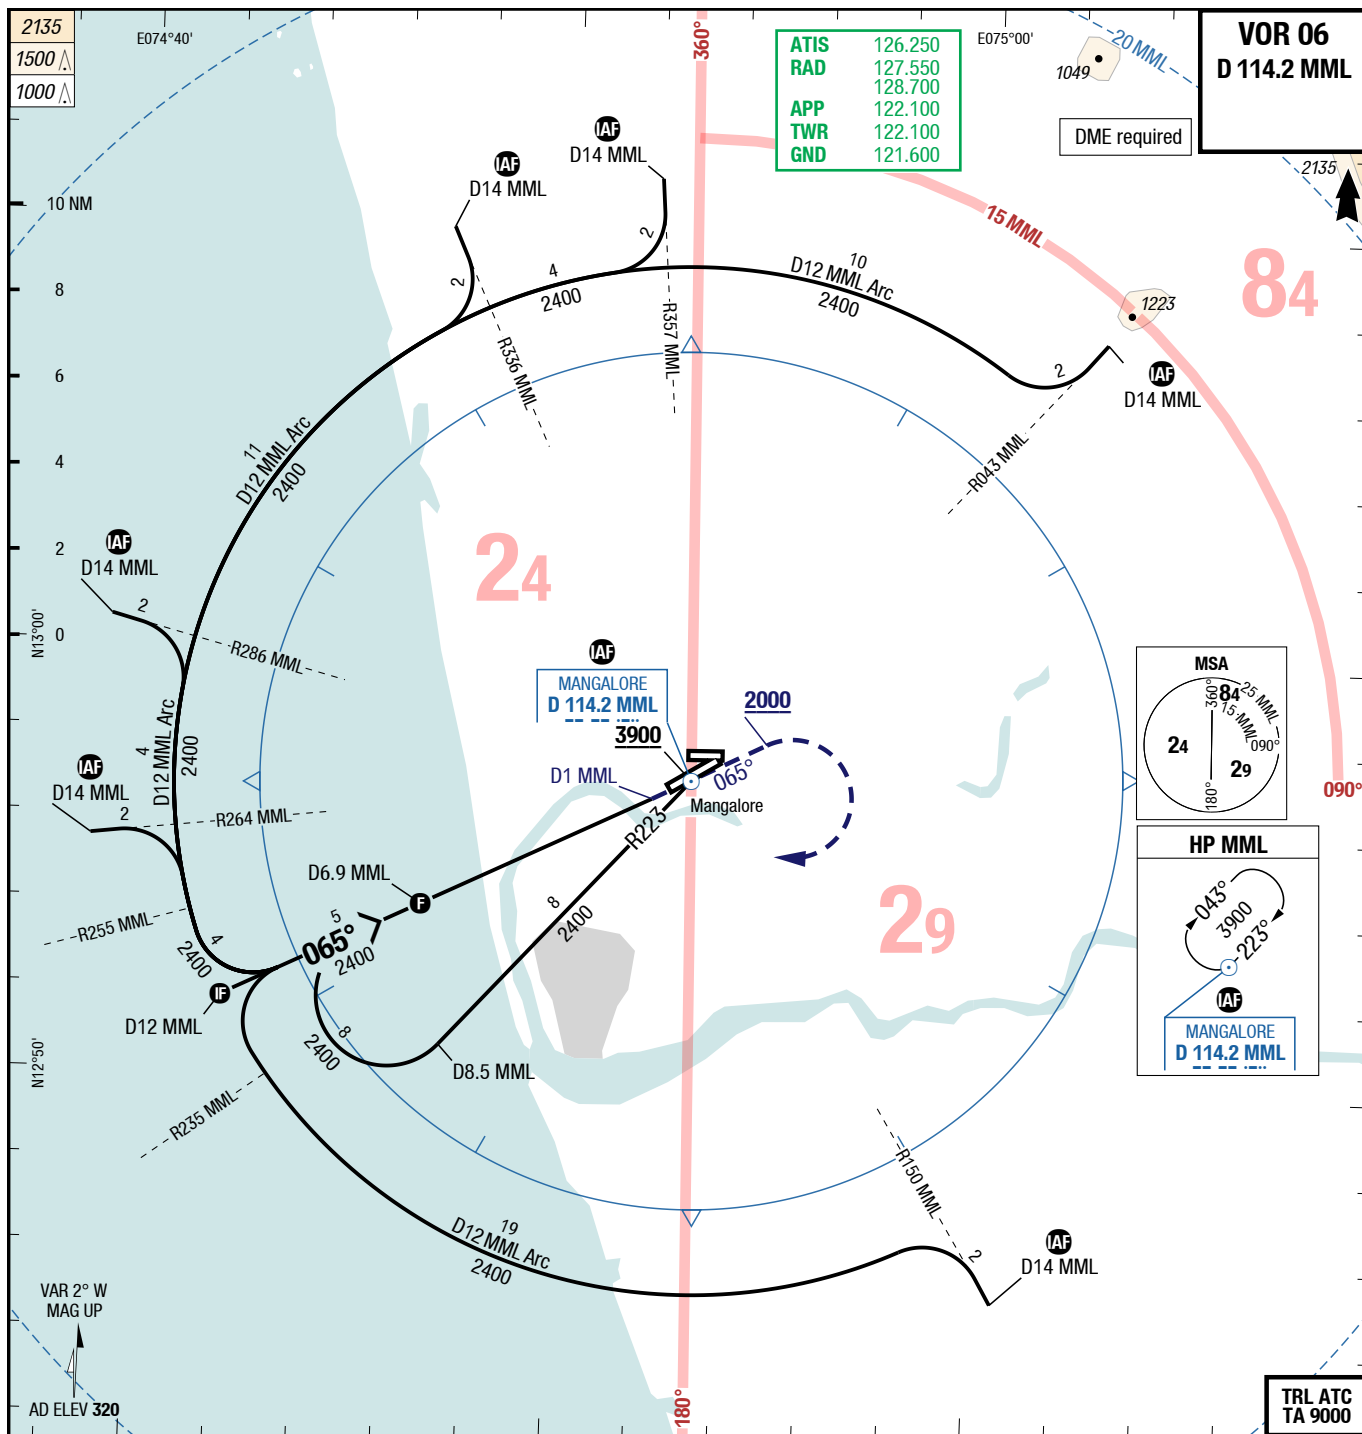 2135
1500
1000
E074°40'
360°
ATIS 126.250
RAD 127.550
128.700
APP 122.100
TWR 122.100
GND 121.600
E075°00'
1049
20 MML
VOR 06
D 114.2 MML
DME required
2135
IAF
D14 MML
IAF
D14 MML
10 NM
8
6
4
2
0
2
2
4
2400
10
D12 MML Arc
2400
15 MML
84
1223
R336 MML
R357 MML
2
IAF
D14 MML
R043 MML
11
D12 MML Arc
2400
24
IAF
D14 MML
2
N13°00'
R286 MML
IAF
MANGALORE
D 114.2 MML
3900
2000
065°
D1 MML
Mangalore
R223
MSA
360°
84
25 MML
15 MML
090°
24
29
180°
090°
4
D12 MML Arc
2400
IAF
D14 MML
2
R264 MML
D6.9 MML
F
R255 MML
4
2400
5
065°
2400
8
2400
29
HP MML
043°
3900
223°
IAF
MANGALORE
D 114.2 MML
IF
D12 MML
8
2400
D8.5 MML
N12°50'
R235 MML
R150 MML
19
D12 MML Arc
2400
2
IAF
D14 MML
VAR 2° W
MAG UP
AD ELEV 320
180°
TRL ATC
TA 9000